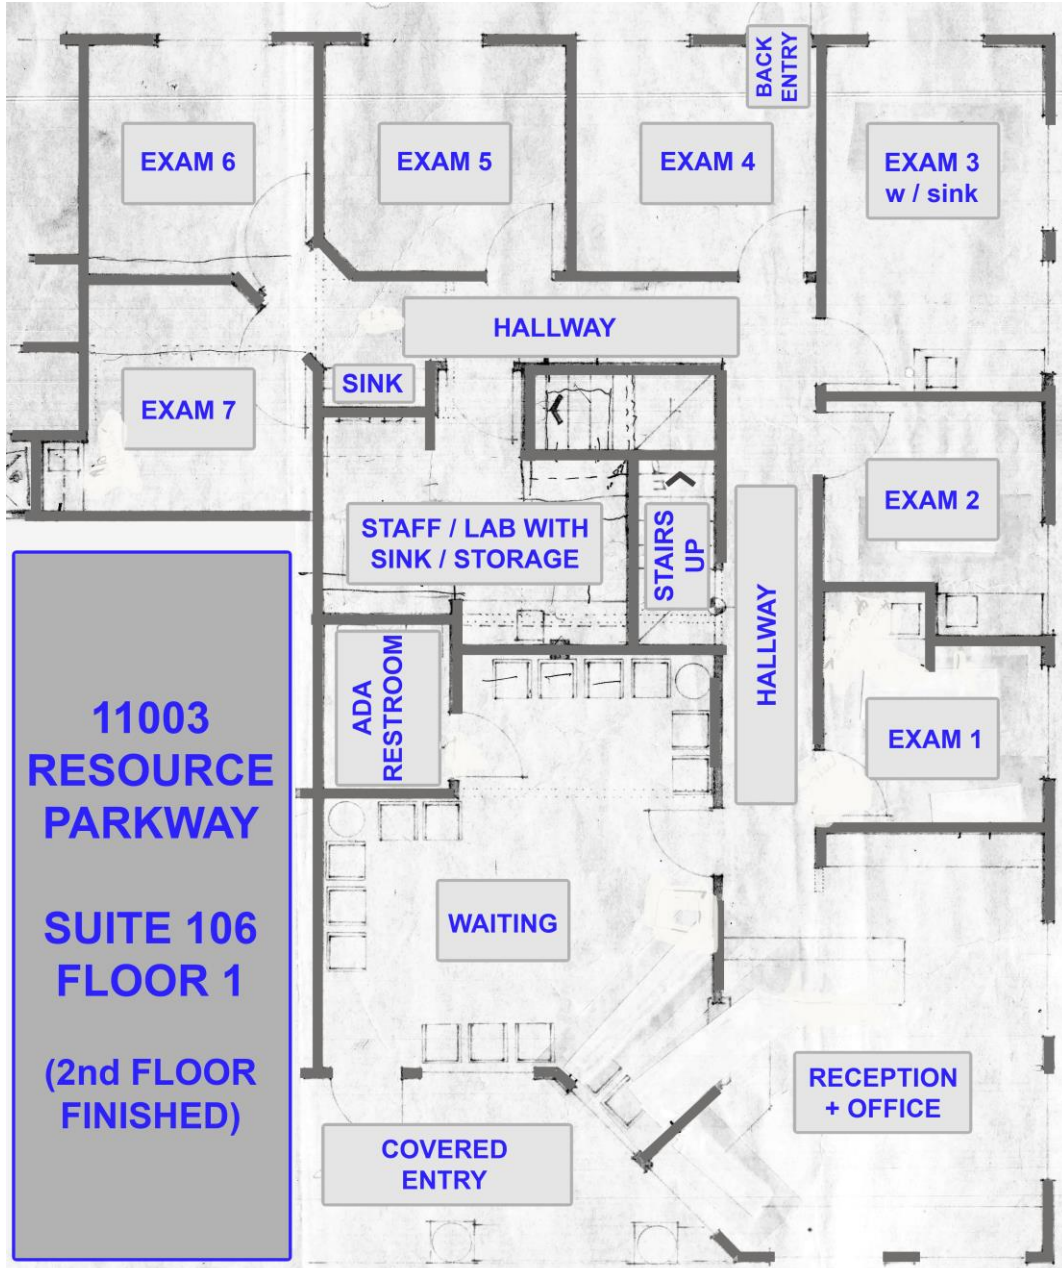 BACK
ENTRY
EXAM 6
EXAM 5
EXAM 4
EXAM 3
w / sink
HALLWAY
SINK
EXAM 7
EXAM 2
STAFF / LAB WITH
SINK / STORAGE
STAIRS
UP
HALLWAY
ADA
RESTROOM
EXAM 1
11003
RESOURCE
PARKWAY
SUITE 106
FLOOR 1
(2nd FLOOR
FINISHED)
WAITING
RECEPTION
+ OFFICE
COVERED
ENTRY